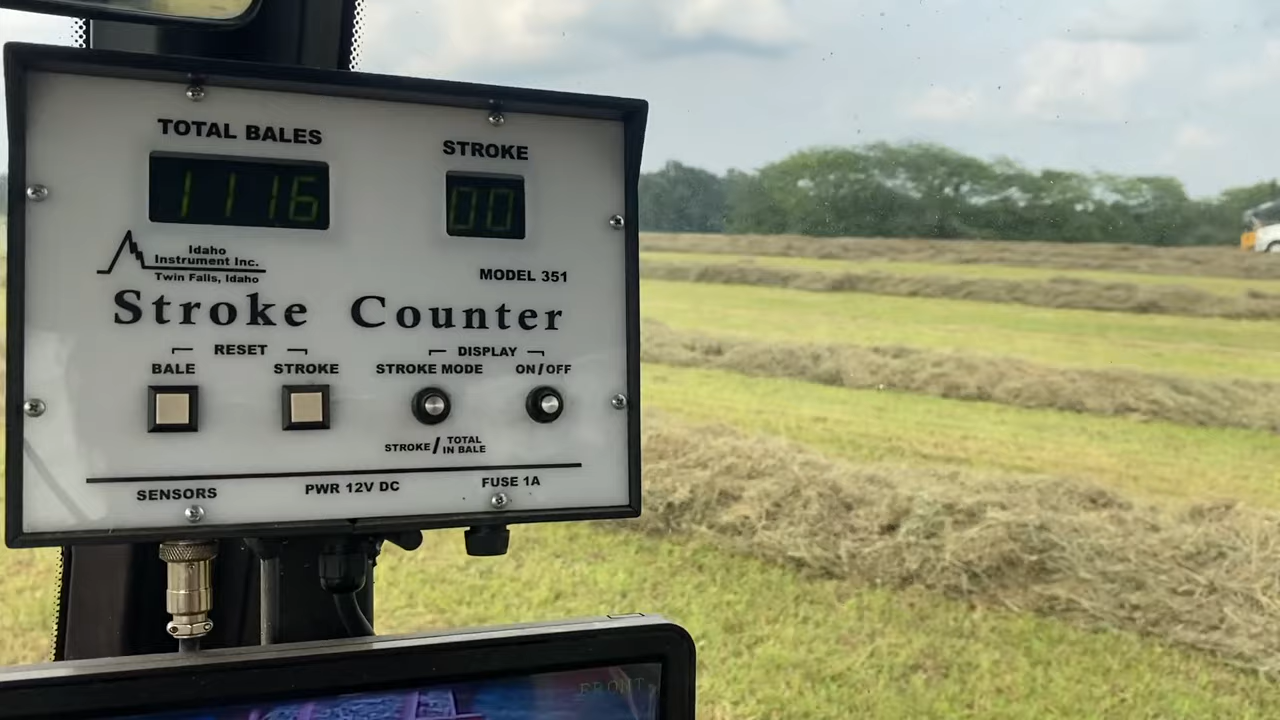 TOTAL BALES
STROKE
1116
00
Idaho
Instrument Inc.
Twin Falls, Idaho
MODEL 351
Stroke Counter
RESET
DISPLAY
BALE
STROKE
STROKE MODE
ON/OFF
STROKE/TOTAL IN BALE
SENSORS
PWR 12V DC
FUSE 1A
FRONT